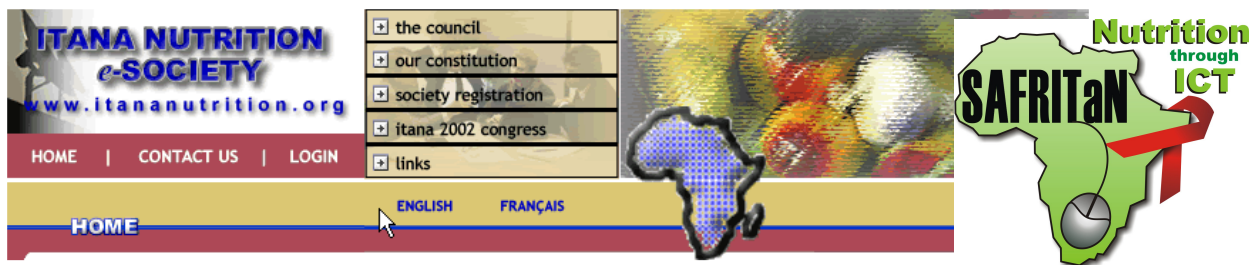 ITANA NUTRITION
e-SOCIETY
www.itananutrition.org
HOME | CONTACT US | LOGIN
the council
our constitution
society registration
itana 2002 congress
links
ENGLISH FRANÇAIS
HOME
Nutrition
through
ICT
SAFRITaN